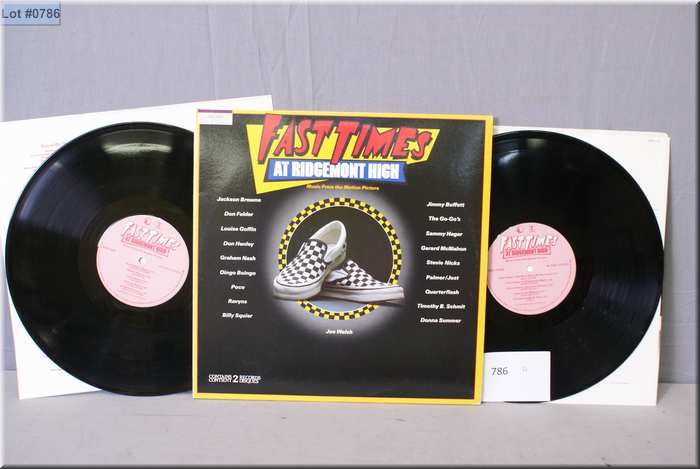 Lot #0786
FAST TIMES
AT RIDGEMONT HIGH
Music From the Motion Picture
Jackson Browne
Don Felder
Louise Goffin
Don Henley
Graham Nash
Oingo Boingo
Poco
Ravyns
Billy Squier
Jimmy Buffett
The Go-Go's
Sammy Hagar
Gerard McMahon
Stevie Nicks
Palmer/Jost
Quarterflash
Timothy B. Schmit
Donna Summer
Joe Walsh
CONTAINS 2 RECORDS
CONTIENT 2 DISQUES
FAST TIMES
AT RIDGEMONT HIGH
FAST TIMES
AT RIDGEMONT HIGH
786